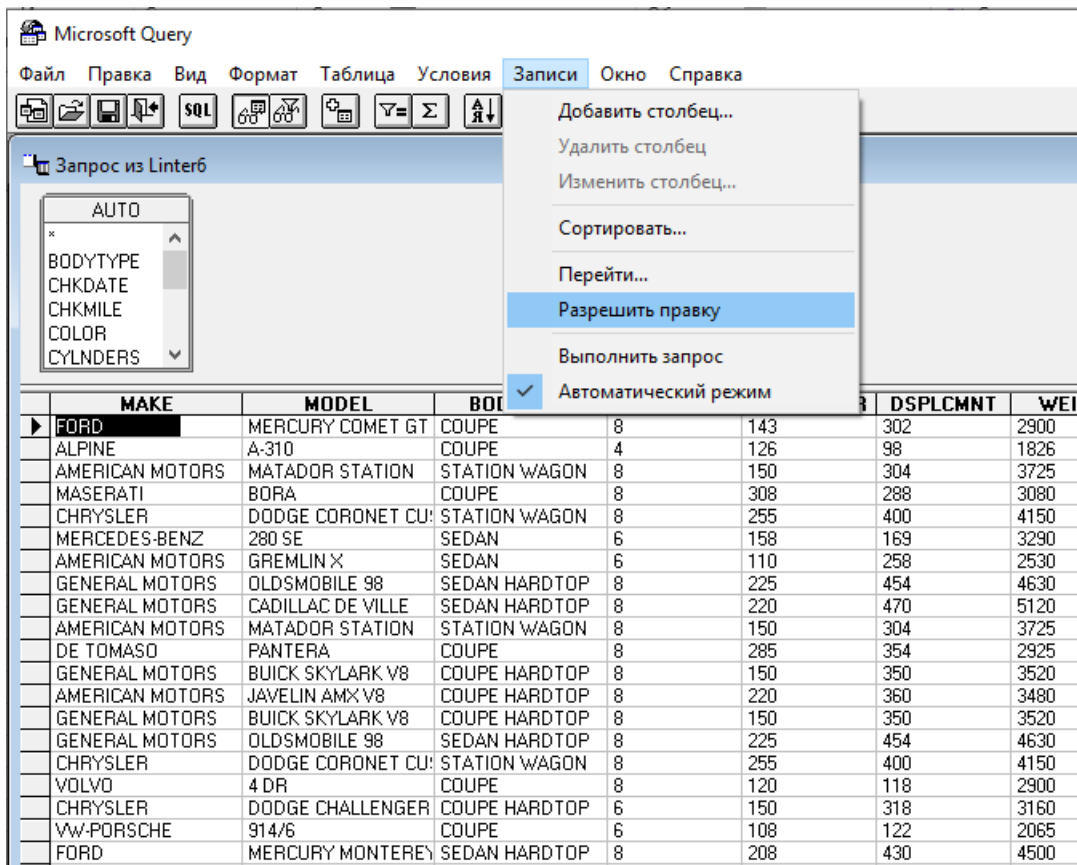 Microsoft Query
Файл Правка Вид Формат Таблица Условия Записи Окно Справка
SQL
Добавить столбец...
Удалить столбец
Изменить столбец...
Сортировать...
Перейти...
Разрешить правку
Выполнить запрос
Автоматический режим
Запрос из Linter6
AUTO
*
BODYTYPE
CHKDATE
CHKMILE
COLOR
CYLNDERS
MAKE MODEL DSPLCMNT
FORD MERCURY COMET GT COUPE 8 143 302 2900
ALPINE A-310 COUPE 4 126 98 1826
AMERICAN MOTORS MATADOR STATION STATION WAGON 8 150 304 3725
MASERATI BORA COUPE 8 308 288 3080
CHRYSLER DODGE CORONET STATION WAGON 8 255 400 4150
MERCEDES-BENZ 280 SE SEDAN 6 158 169 3290
AMERICAN MOTORS GREMLIN X SEDAN 6 110 258 2530
GENERAL MOTORS OLDSMOBILE 98 SEDAN HARDTOP 8 225 454 4630
GENERAL MOTORS CADILLAC DE VILLE SEDAN HARDTOP 8 220 470 5120
AMERICAN MOTORS MATADOR STATION STATION WAGON 8 150 304 3725
DE TOMASO PANTERA COUPE 8 285 354 2925
GENERAL MOTORS BUICK SKYLARK V8 COUPE HARDTOP 8 150 350 3520
AMERICAN MOTORS JAVELIN AMX V8 COUPE HARDTOP 8 220 360 3480
GENERAL MOTORS BUICK SKYLARK V8 COUPE HARDTOP 8 150 350 3520
GENERAL MOTORS OLDSMOBILE 98 SEDAN HARDTOP 8 225 454 4630
CHRYSLER DODGE CORONET STATION WAGON 8 255 400 4150
VOLVO 4 DR COUPE 8 120 118 2900
CHRYSLER DODGE CHALLENGER COUPE HARDTOP 6 150 318 3160
VW-PORSCHE 914/6 COUPE 6 108 122 2065
FORD MERCURY MONTEREY SEDAN HARDTOP 8 208 430 4500